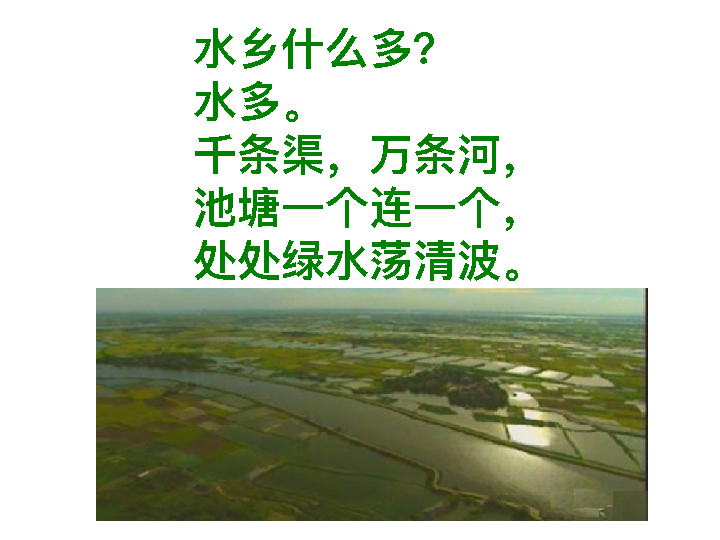 水乡什么多？
水多。
千条渠，万条河，
池塘一个连一个，
处处绿水荡清波。